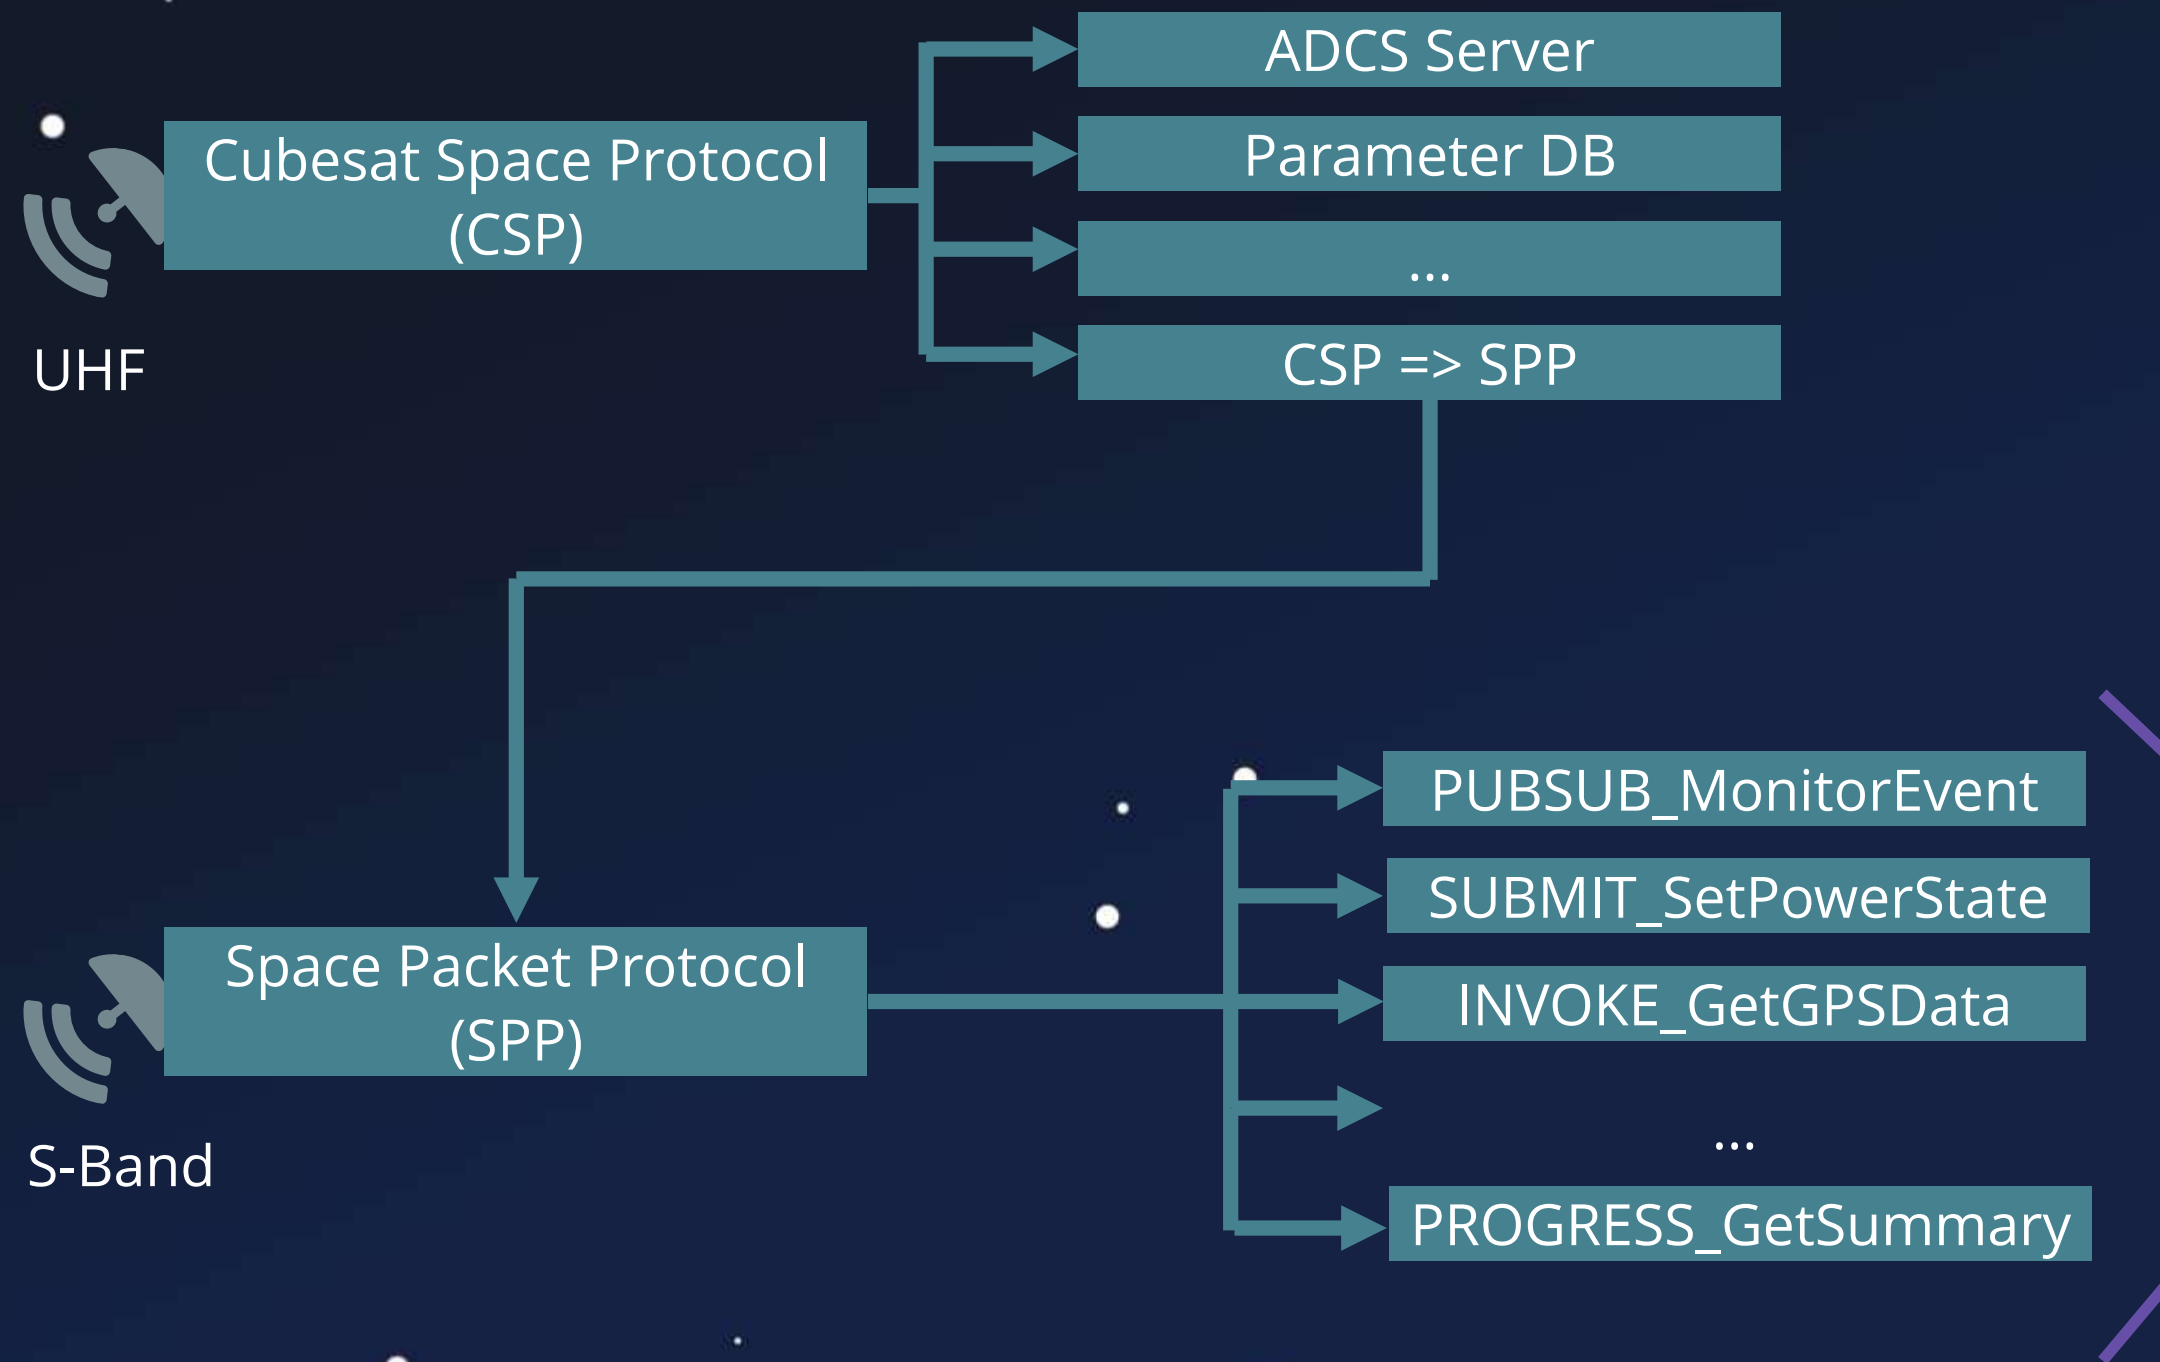 ADCS Server
Cubesat Space Protocol
(CSP)
Parameter DB
...
CSP => SPP
UHF
PUBSUB_MonitorEvent
SUBMIT_SetPowerState
Space Packet Protocol
(SPP)
INVOKE_GetGPSData
...
S-Band
PROGRESS_GetSummary